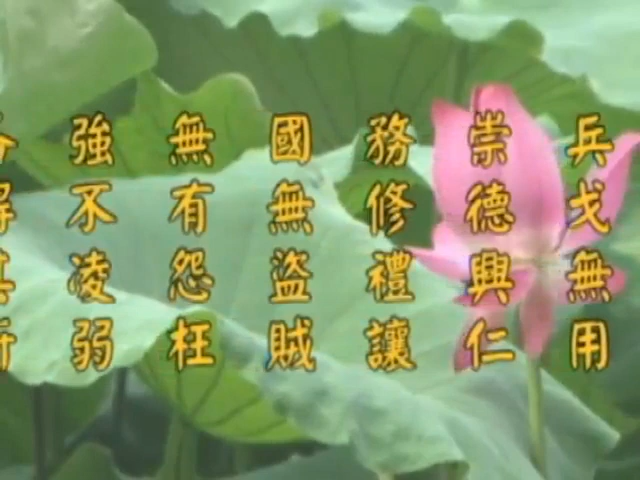 兵戈無用
崇德興仁
務修禮讓
國無盜賊
無有怨枉
強不凌弱